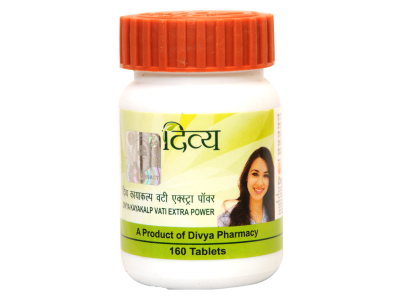 दिव्य
दिव्य कायाकल्प वटी एक्स्ट्रा पॉवर
DIVYA KAYAKALP VATI EXTRA POWER
A Product of Divya Pharmacy
160 Tablets